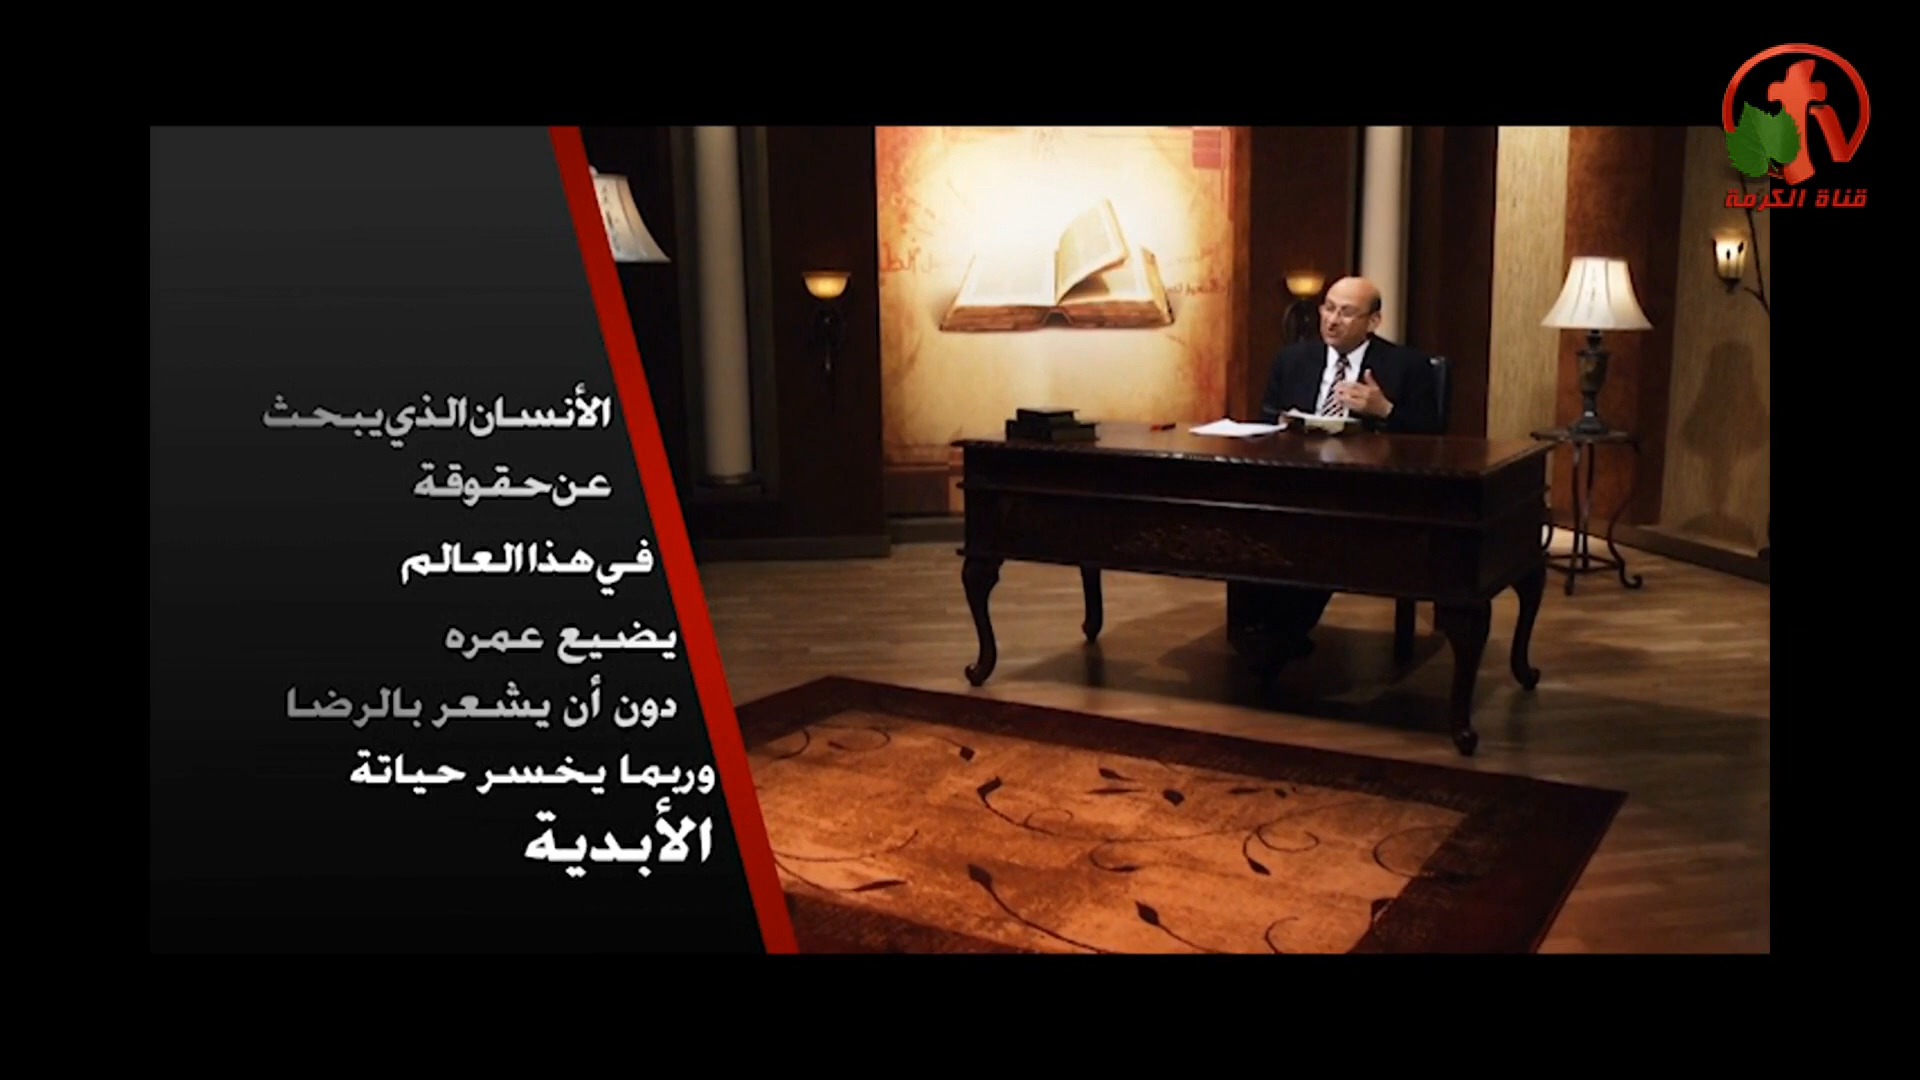 قناة الكرمة
الأنسان الذي يبحث
عن حقوقة
في هذا العالم
يضيع عمره
دون أن يشعر بالرضا
وربما يخسر حياتة
الأبدية